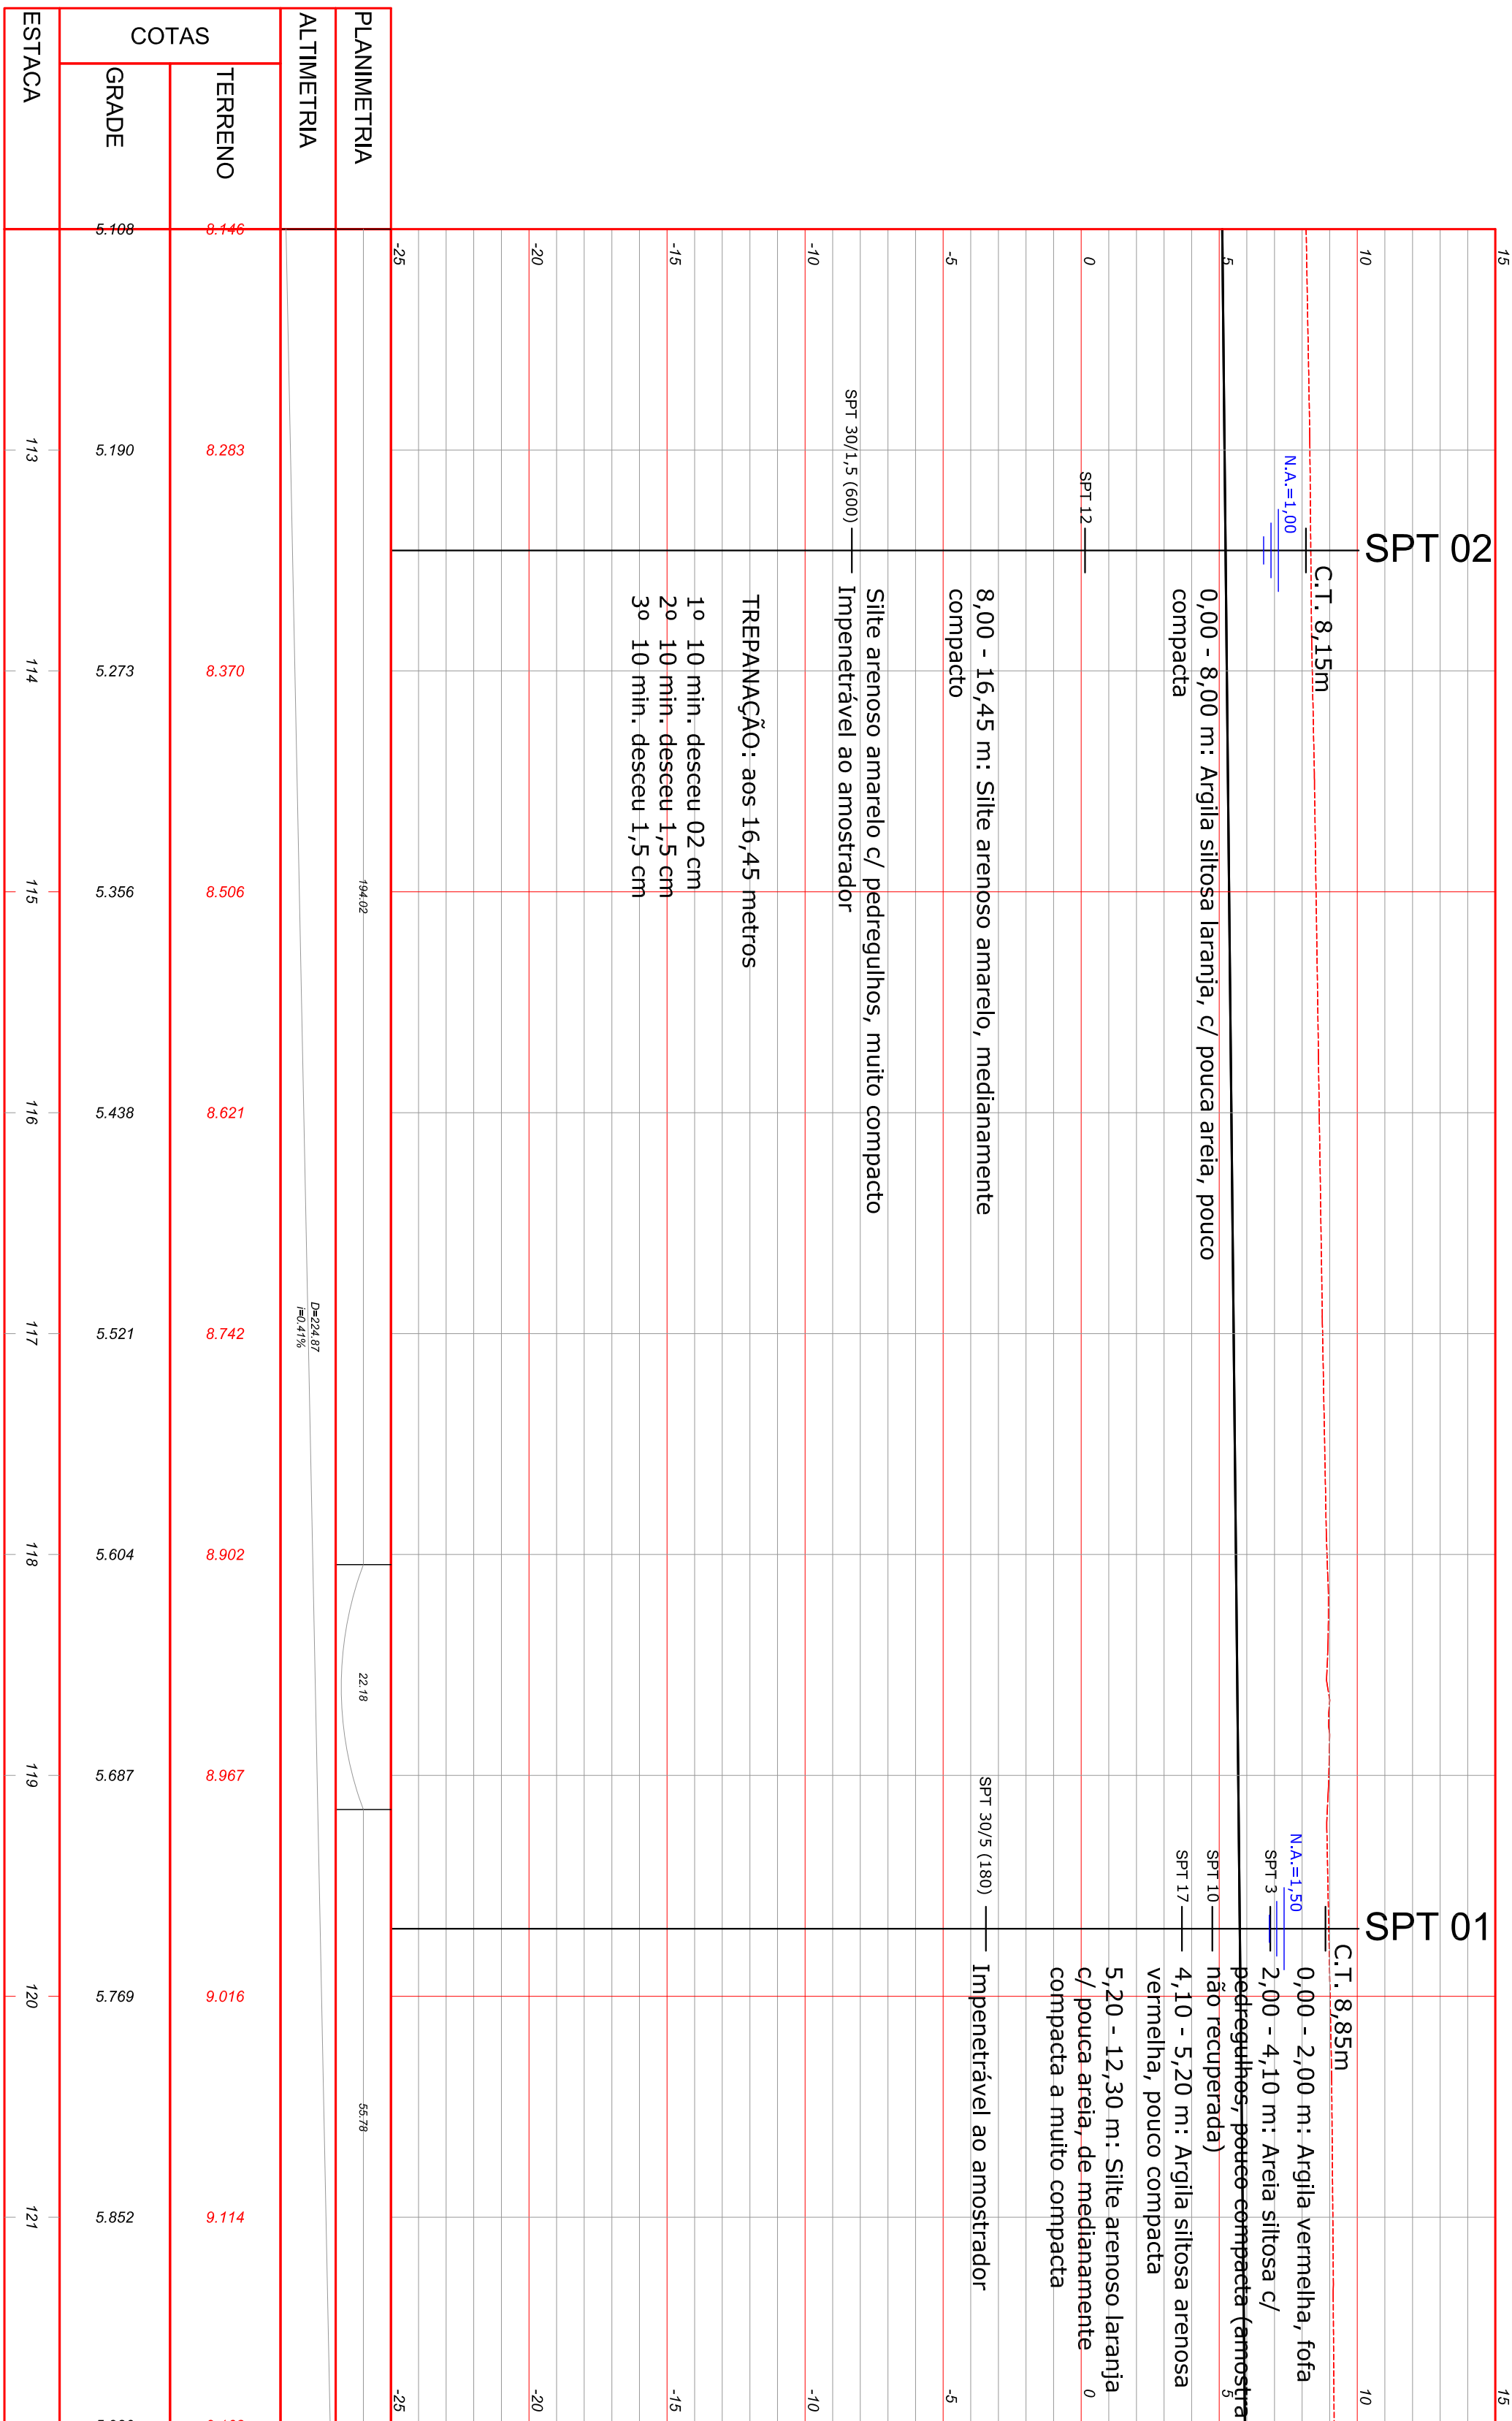 15
10
5
0
-5
-10
-15
-20
-25
SPT 02
C.T. 8,15m
N.A.=1,00
0,00 - 8,00 m: Argila siltosa laranja, c/ pouca areia, pouco
compacta
SPT 12
8,00 - 16,45 m: Silte arenoso amarelo, medianamente
compacto
Silte arenoso amarelo c/ pedregulhos, muito compacto
SPT 30/1,5 (600)
Impenetrável ao amostrador
TREPANAÇÃO: aos 16,45 metros
1º 10 min. desceu 02 cm
2º 10 min. desceu 1,5 cm
3º 10 min. desceu 1,5 cm
SPT 01
C.T. 8,85m
N.A.=1,50
0,00 - 2,00 m: Argila vermelha, fofa
SPT 3
2,00 - 4,10 m: Areia siltosa c/
pedregulhos, pouco compacta (amostra
não recuperada)
SPT 10
4,10 - 5,20 m: Argila siltosa arenosa
vermelha, pouco compacta
SPT 17
5,20 - 12,30 m: Silte arenoso laranja
c/ pouca areia, de medianamente
compacta a muito compacta
SPT 30/5 (180)
Impenetrável ao amostrador
15
10
5
0
-5
-10
-15
-20
-25
PLANIMETRIA
194.02
22.18
55.78
ALTIMETRIA
D=224.87
i=0.41%
COTAS
TERRENO
8.146
8.283
8.370
8.506
8.621
8.742
8.902
8.967
9.016
9.114
GRADE
5.108
5.190
5.273
5.356
5.438
5.521
5.604
5.687
5.769
5.852
ESTACA
113
114
115
116
117
118
119
120
121